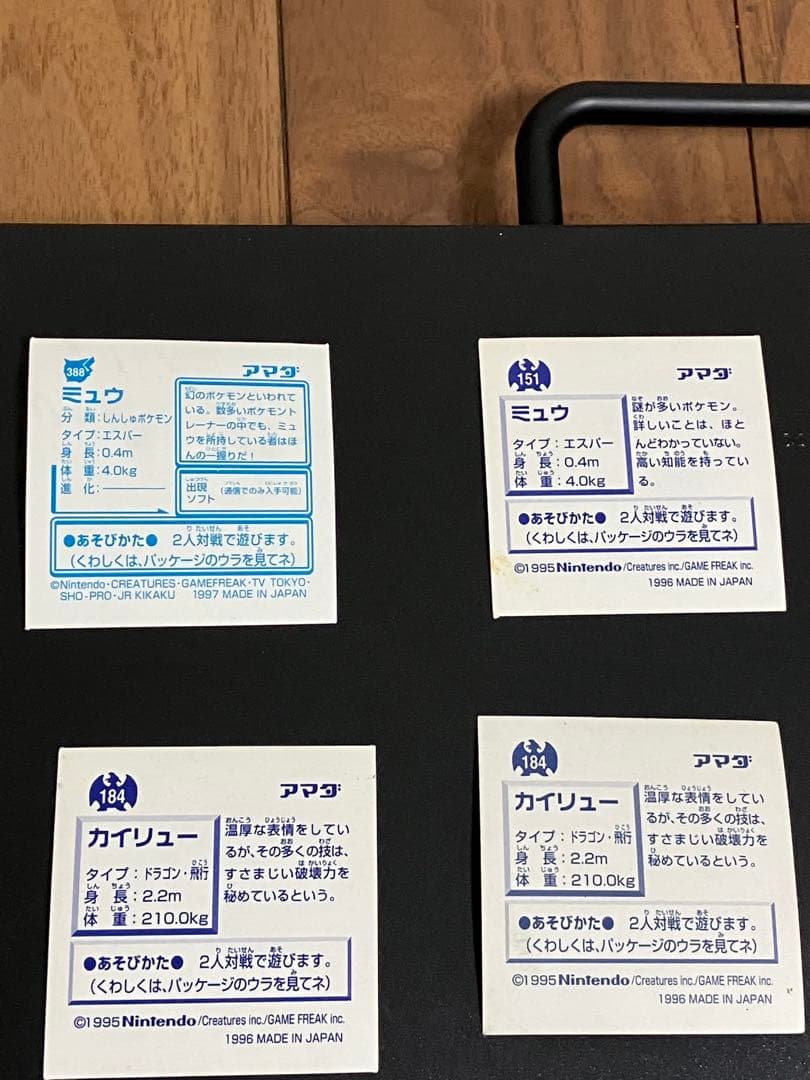 388
アマダ
ミュウ
分 類:しんしゅポケモン
タイプ:エスパー
身 長:0.4m
体 重:4.0kg
進 化:
幻のポケモンといわれて
いる。数多いポケモント
レーナーの中でも、ミュ
ウを所持している者はほ
んの一握りだ！
出現
ソフト
(通信でのみ入手可能)
●あそびかた● 2人対戦で遊びます。
(くわしくは、パッケージのウラを見てネ)
©Nintendo・CREATURES・GAMEFREAK・TV TOKYO・
SHO-PRO・JR KIKAKU 1997 MADE IN JAPAN
151
アマダ
ミュウ
タイプ:エスパー
身 長:0.4m
体 重:4.0kg
謎が多いポケモン。
詳しいことは、ほと
んどわかっていない。
高い知能を持ってい
る。
●あそびかた● 2人対戦で遊びます。
(くわしくは、パッケージのウラを見てネ)
©1995 Nintendo/Creatures inc./GAME FREAK inc.
1996 MADE IN JAPAN
184
アマダ
カイリュー
タイプ:ドラゴン・飛行
身 長:2.2m
体 重:210.0kg
温厚な表情をしてい
るが、その多くの技は、
すさまじい破壊力を
秘めているという。
●あそびかた● 2人対戦で遊びます。
(くわしくは、パッケージのウラを見てネ)
©1995 Nintendo/Creatures inc./GAME FREAK inc.
1996 MADE IN JAPAN
184
アマダ
カイリュー
タイプ:ドラゴン・飛行
身 長:2.2m
体 重:210.0kg
温厚な表情をしてい
るが、その多くの技は、
すさまじい破壊力を
秘めているという。
●あそびかた● 2人対戦で遊びます。
(くわしくは、パッケージのウラを見てネ)
©1995 Nintendo/Creatures inc./GAME FREAK inc.
1996 MADE IN JAPAN